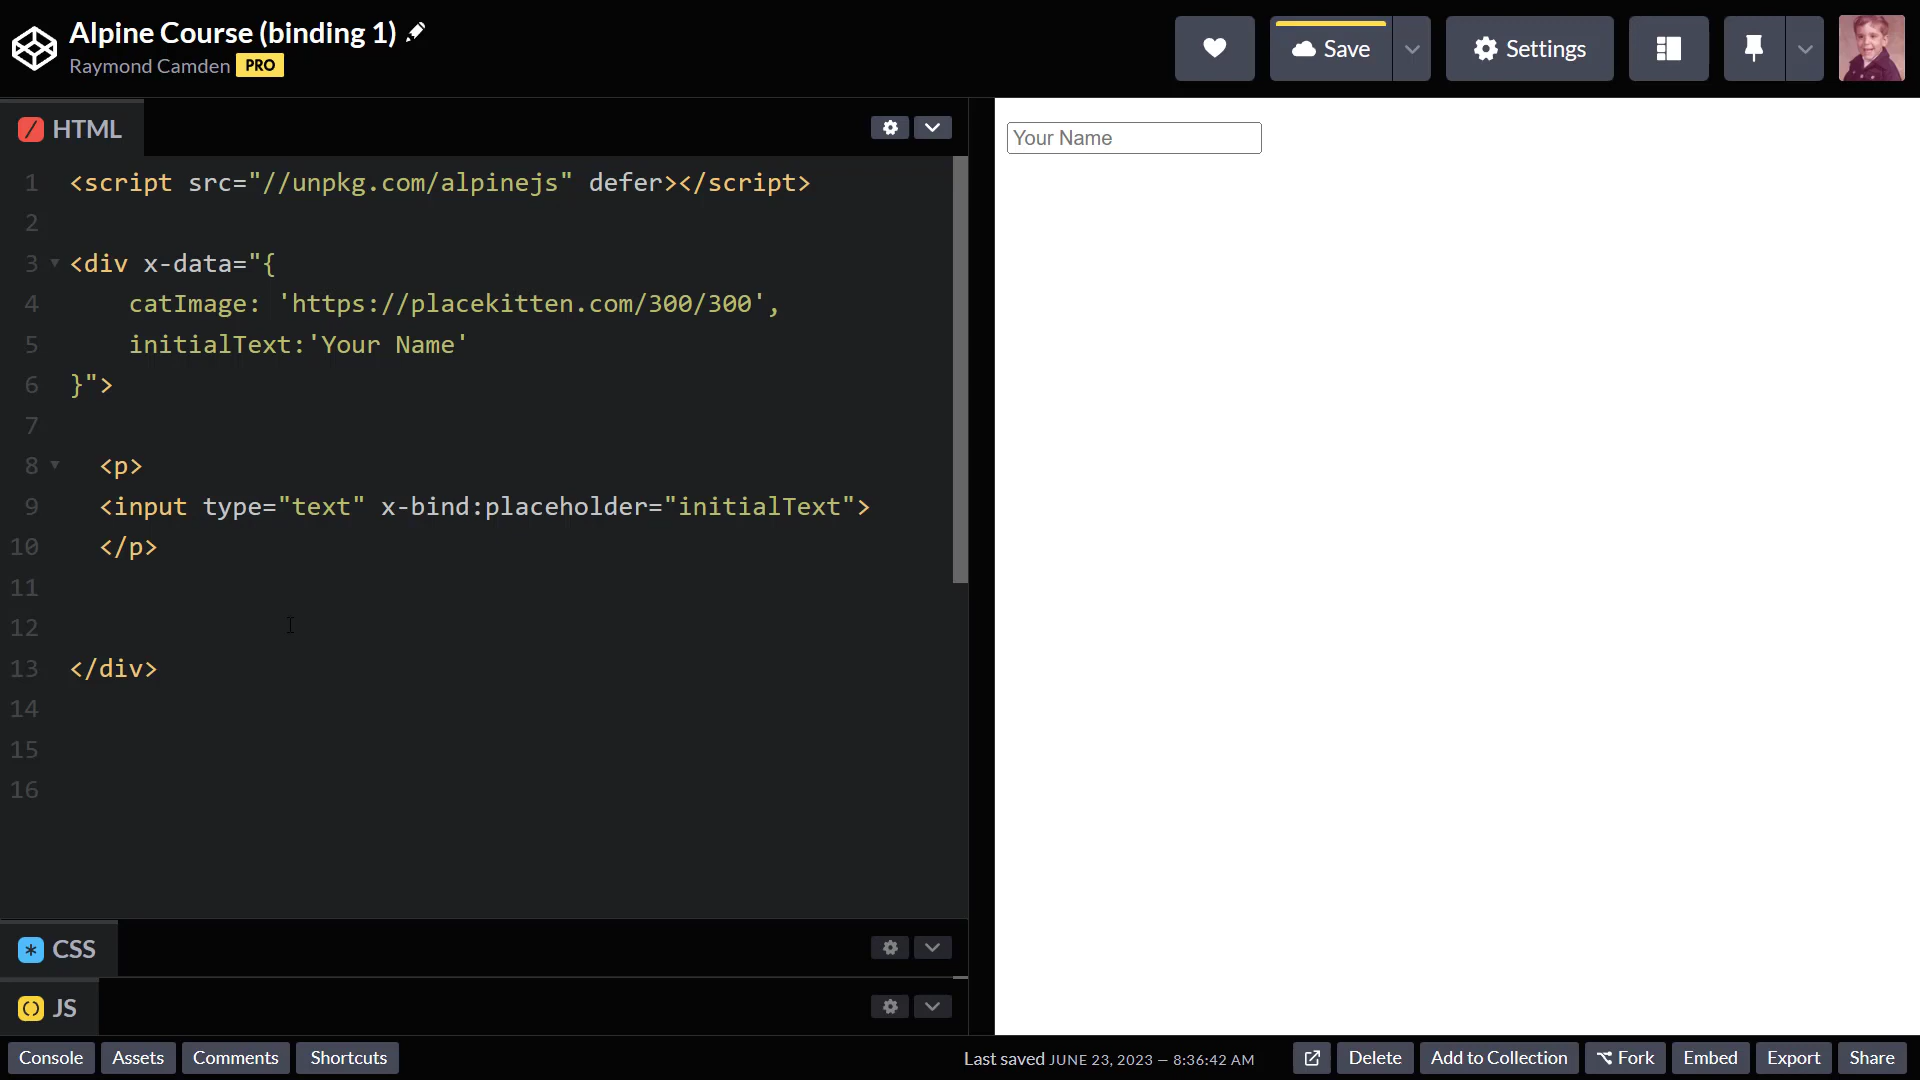 Alpine Course (binding 1)
Raymond Camden PRO
Save
Settings
HTML
1 <script src="//unpkg.com/alpinejs" defer></script>
2
3 <div x-data="{
4 catImage: 'https://placekitten.com/300/300',
5 initialText:'Your Name'
6 }">
7
8 <p>
9 <input type="text" x-bind:placeholder="initialText">
10 </p>
11
12
13 </div>
14
15
16
Your Name
CSS
JS
Console Assets Comments Shortcuts Last saved JUNE 23, 2023 — 8:36:42 AM Delete Add to Collection Fork Embed Export Share